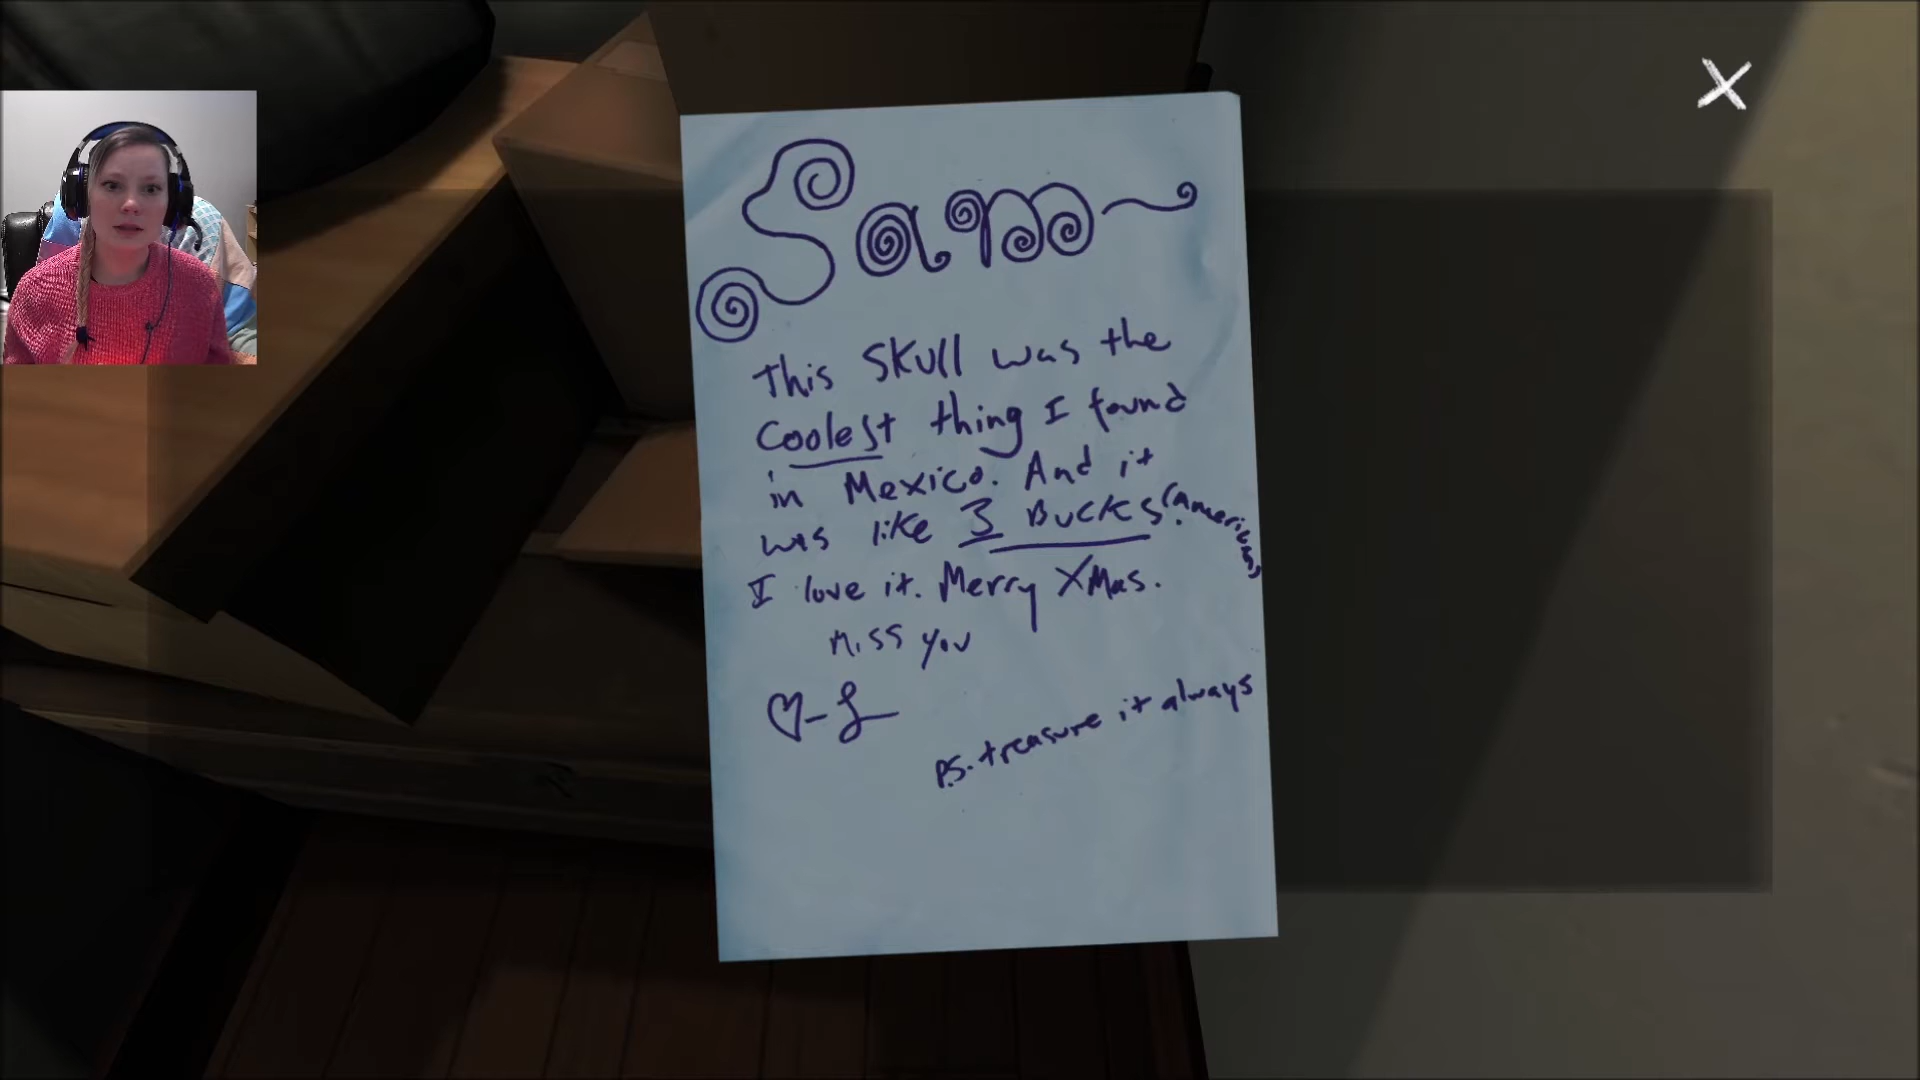 Sam~
This Skull was the
Coolest thing I found
in Mexico. And it
was like 3 Bucks. (American)
I love it. Merry XMas.
Miss you
♡-L
P.S. treasure it always